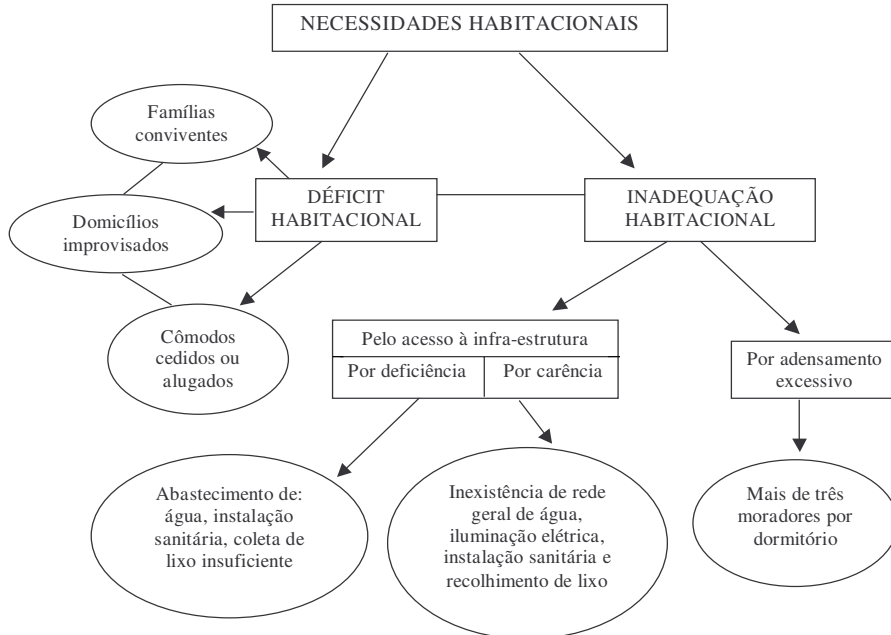 NECESSIDADES HABITACIONAIS
Famílias
conviventes
DÉFICIT
HABITACIONAL
INADEQUAÇÃO
HABITACIONAL
Domicílios
improvisados
Cômodos
cedidos ou
alugados
Pelo acesso à infra-estrutura
Por deficiência
Por carência
Por adensamento
excessivo
Abastecimento de:
água, instalação
sanitária, coleta de
lixo insuficiente
Inexistência de rede
geral de água,
iluminação elétrica,
instalação sanitária e
recolhimento de lixo
Mais de três
moradores por
dormitório